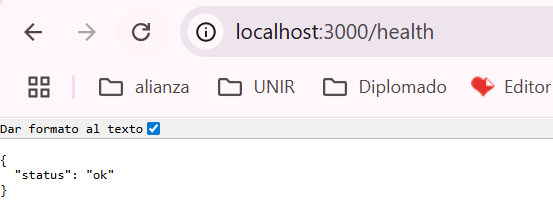 localhost:3000/health
alianza UNIR Diplomado Editor
Dar formato al texto
{
  "status": "ok"
}